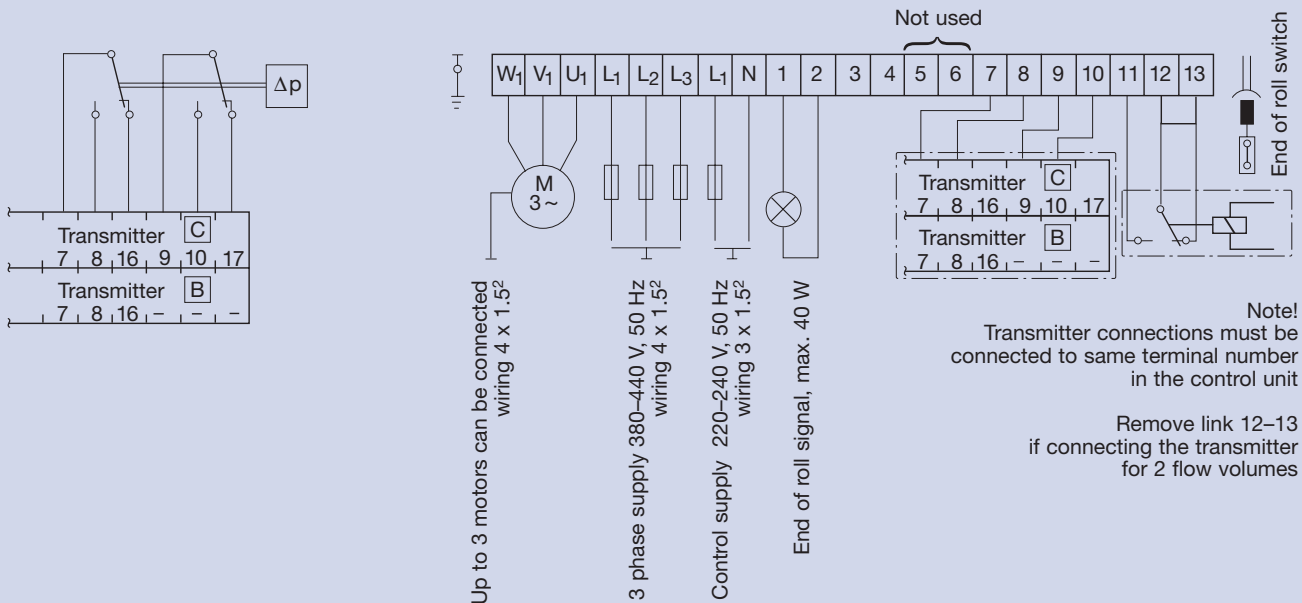 Δp
Transmitter C
7 8 16 9 10 17
Transmitter B
7 8 16 – – –
Not used
W1 V1 U1 L1 L2 L3 L1 N 1 2 3 4 5 6 7 8 9 10 11 12 13
M
3~
Transmitter C
7 8 16 9 10 17
Transmitter B
7 8 16 – – –
End of roll switch
Up to 3 motors can be connected
wiring 4 x 1.5²
3 phase supply 380–440 V, 50 Hz
wiring 4 x 1.5²
Control supply 220–240 V, 50 Hz
wiring 3 x 1.5²
End of roll signal, max. 40 W
Note!
Transmitter connections must be
connected to same terminal number
in the control unit
Remove link 12–13
if connecting the transmitter
for 2 flow volumes